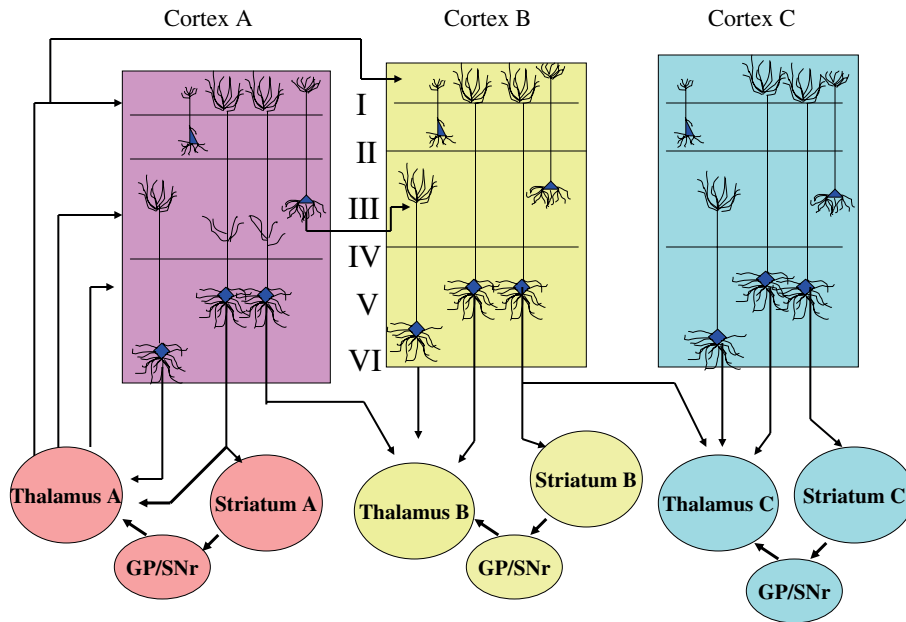 Cortex A
Cortex B
Cortex C
I
II
III
IV
V
VI
Thalamus A
Striatum A
GP/SNr
Thalamus B
Striatum B
GP/SNr
Thalamus C
Striatum C
GP/SNr